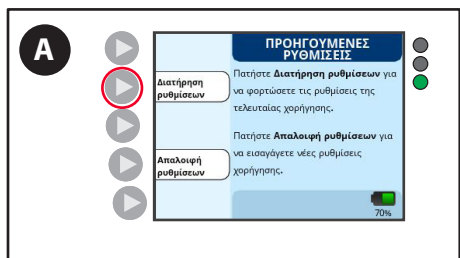 A
ΠΡΟΗΓΟΥΜΕΝΕΣ
ΡΥΘΜΙΣΕΙΣ
Διατήρηση
ρυθμίσεων
Πατήστε Διατήρηση ρυθμίσεων για
να φορτώσετε τις ρυθμίσεις της
τελευταίας χορήγησης.
Πατήστε Απαλοιφή ρυθμίσεων για
να εισαγάγετε νέες ρυθμίσεις
χορήγησης.
Απαλοιφή
ρυθμίσεων
70%